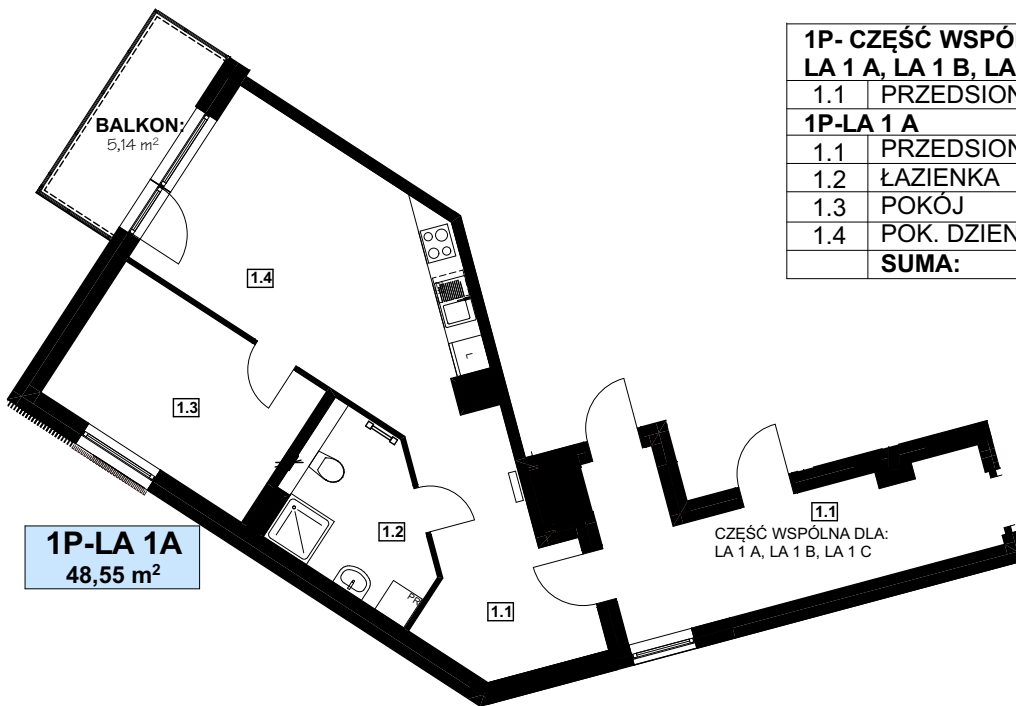 1P- CZĘŚĆ WSPÓ
LA 1 A, LA 1 B, LA
1.1 PRZEDSION
1P-LA 1 A
1.1 PRZEDSION
1.2 ŁAZIENKA
1.3 POKÓJ
1.4 POK. DZIEN
SUMA:
BALKON:
5,14 m²
1.4
L
1.3
1.2
PR
1.1
1.1
CZĘŚĆ WSPÓLNA DLA:
LA 1 A, LA 1 B, LA 1 C
1P-LA 1A
48,55 m²